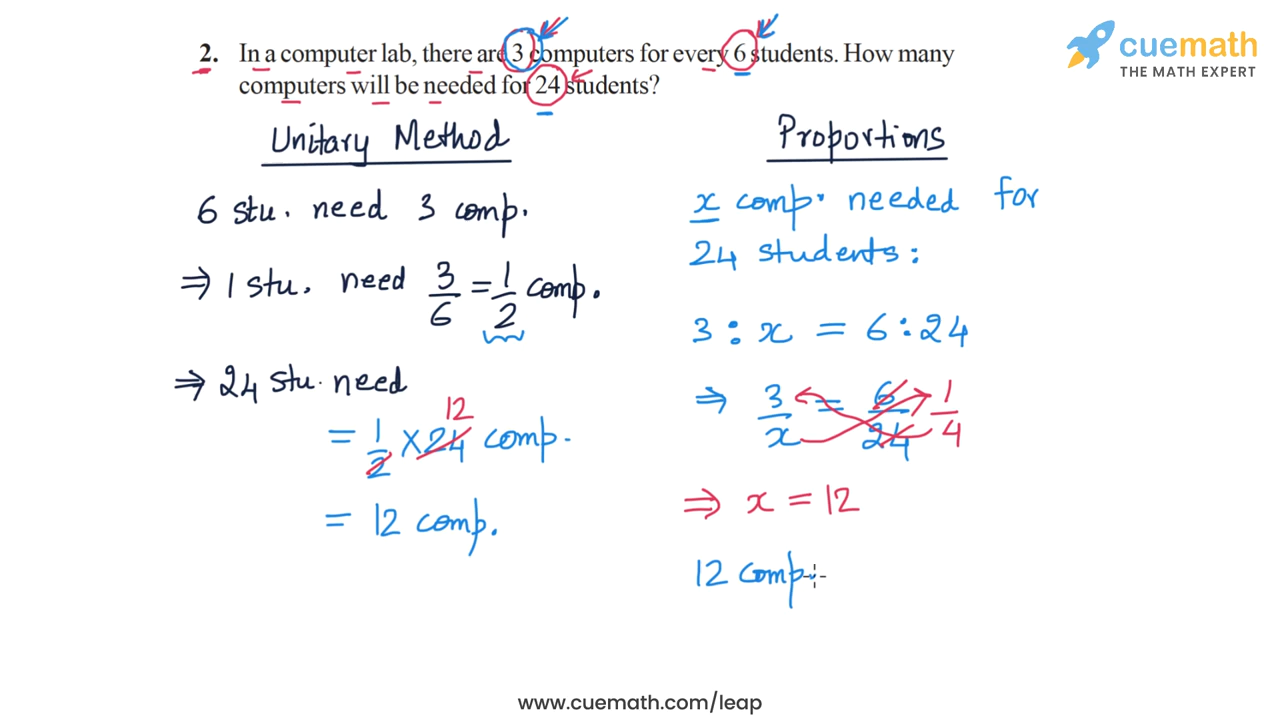 2. In a computer lab, there are 3 computers for every 6 students. How many
computers will be needed for 24 students?
cuemath
THE MATH EXPERT
Unitary Method
6 stu. need 3 comp.
⇒ 1 stu. need 3/6 = 1/2 comp.
⇒ 24 stu. need
12
= 1/2 × 24 comp.
= 12 comp.
Proportions
x comp. needed for
24 students:
3 : x = 6 : 24
⇒ 3/x = 6/24 1/4
⇒ x = 12
12 comp.
www.cuemath.com/leap